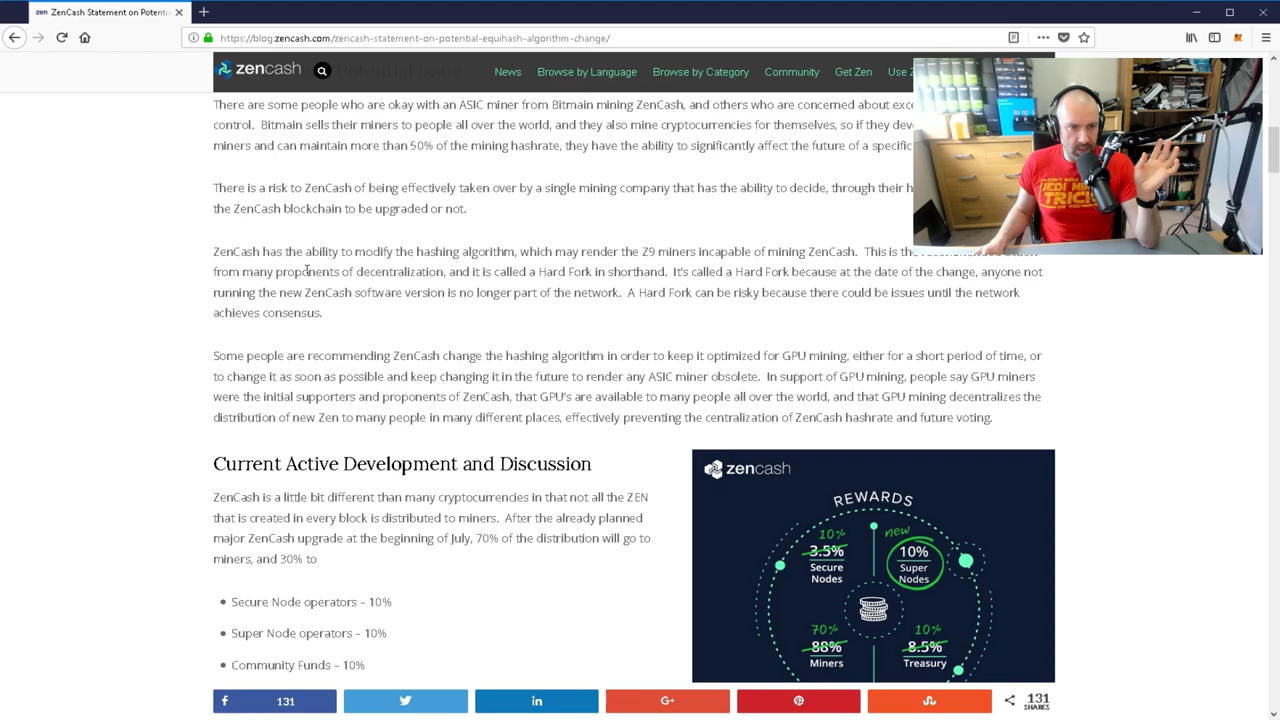 zen ZenCash Statement on Potenti
https://blog.zencash.com/zencash-statement-on-potential-equihash-algorithm-change/
zencash
News Browse by Language Browse by Category Community Get Zen Use
Potential Issue
There are some people who are okay with an ASIC miner from Bitmain mining ZenCash, and others who are concerned about
control. Bitmain sells their miners to people all over the world, and they also mine cryptocurrencies for themselves, so if they
miners and can maintain more than 50% of the mining hashrate, they have the ability to significantly affect the future of a specific
There is a risk to ZenCash of being effectively taken over by a single mining company that has the ability to decide, through their
the ZenCash blockchain to be upgraded or not.
ZenCash has the ability to modify the hashing algorithm, which may render the Z9 miners incapable of mining ZenCash. This is the
from many proponents of decentralization, and it is called a Hard Fork in shorthand. It's called a Hard Fork because at the date of the change, anyone not
running the new ZenCash software version is no longer part of the network. A Hard Fork can be risky because there could be issues until the network
achieves consensus.
Some people are recommending ZenCash change the hashing algorithm in order to keep it optimized for GPU mining, either for a short period of time, or
to change it as soon as possible and keep changing it in the future to render any ASIC miner obsolete. In support of GPU mining, people say GPU miners
were the initial supporters and proponents of ZenCash, that GPU's are available to many people all over the world, and that GPU mining decentralizes the
distribution of new Zen to many people in many different places, effectively preventing the centralization of ZenCash hashrate and future voting.
Current Active Development and Discussion
ZenCash is a little bit different than many cryptocurrencies in that not all the ZEN
that is created in every block is distributed to miners. After the already planned
major ZenCash upgrade at the beginning of July, 70% of the distribution will go to
miners, and 30% to
Secure Node operators – 10%
Super Node operators – 10%
Community Funds – 10%
zencash
REWARDS
10%
3.5%
Secure
Nodes
new
10%
Super
Nodes
70%
88%
Miners
10%
8.5%
Treasury
131
131
SHARES
JEDI MIN
TRIC